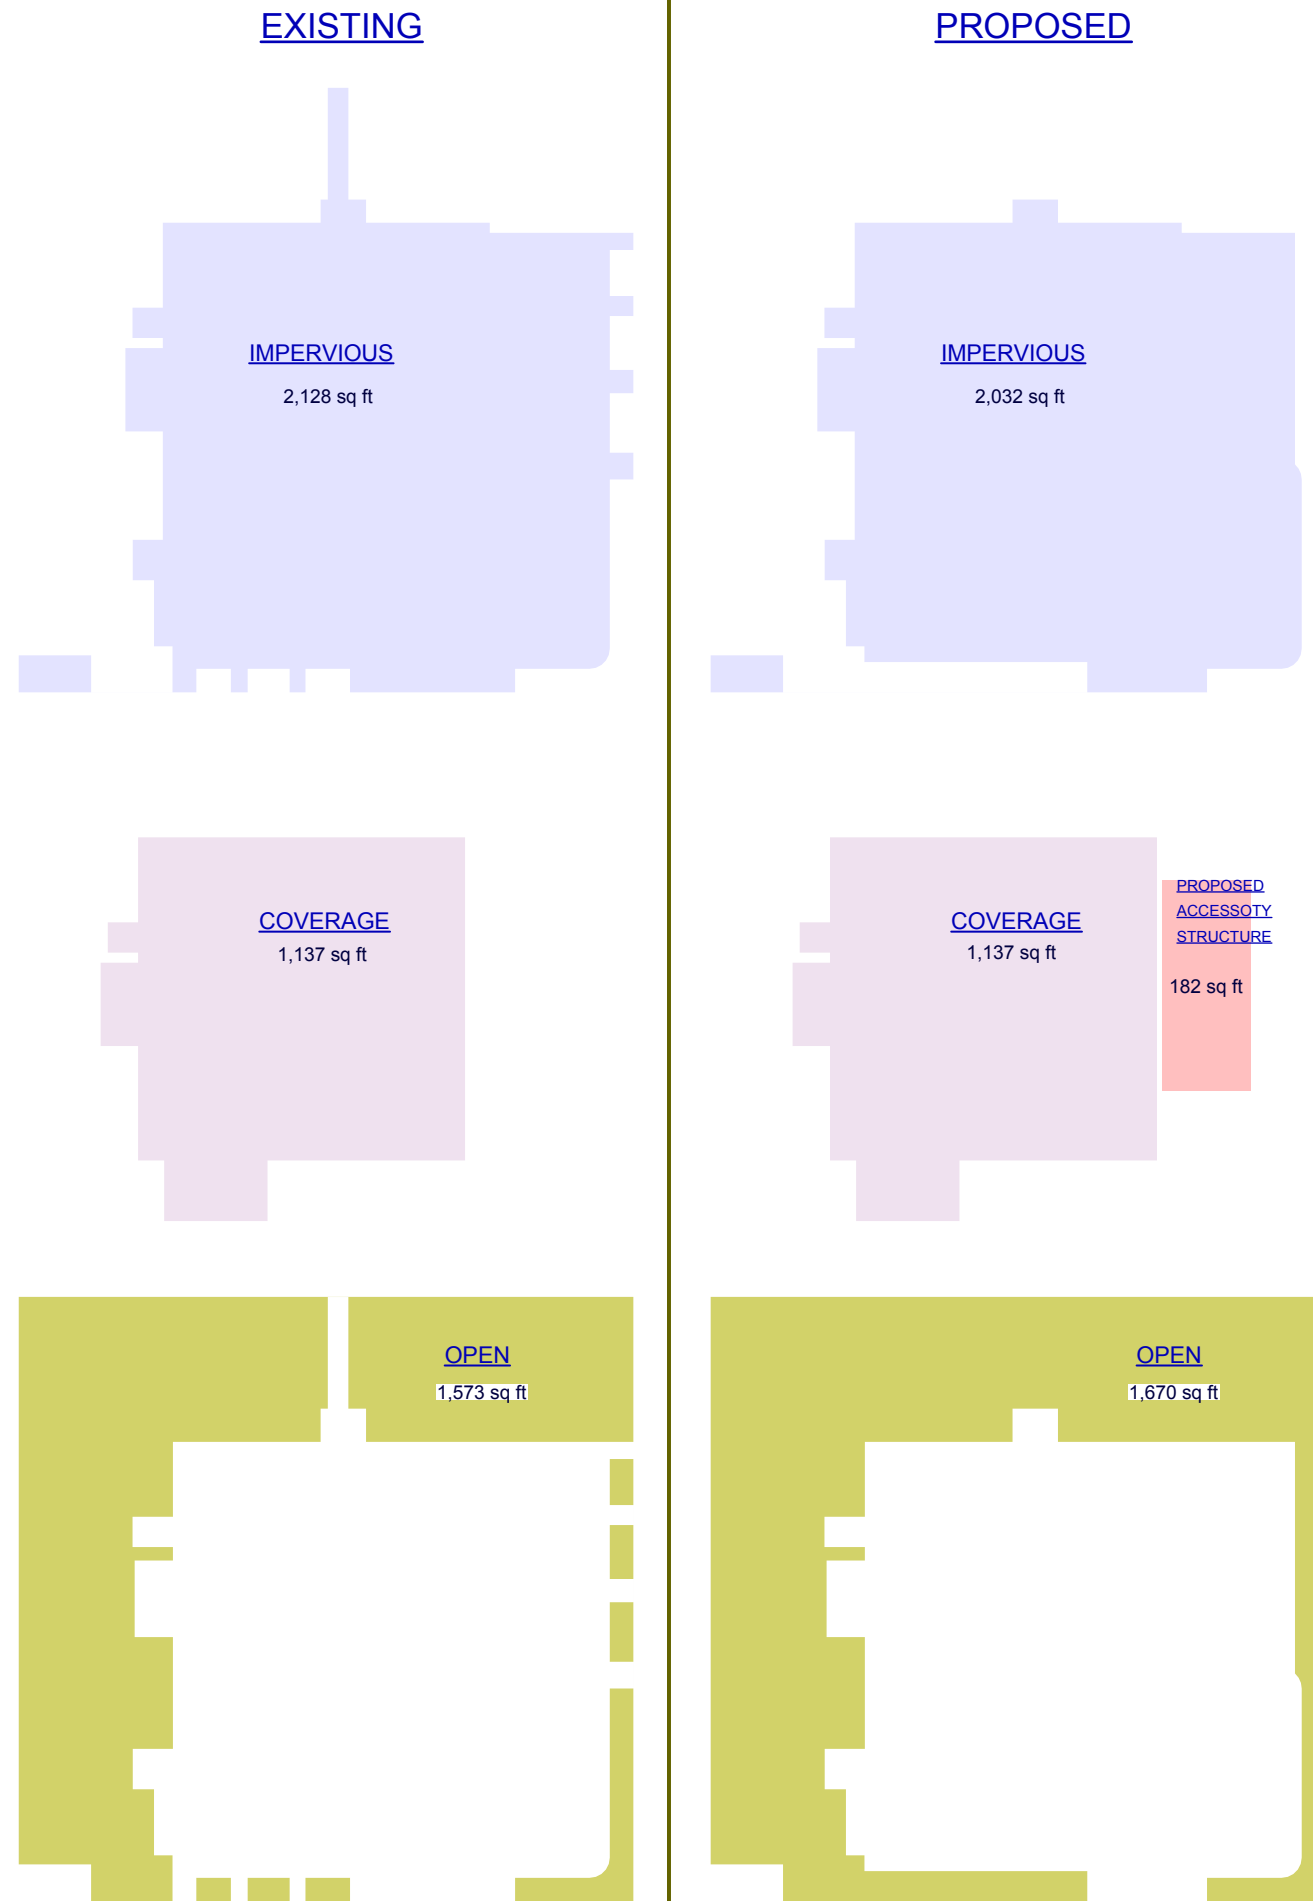 EXISTING
PROPOSED
IMPERVIOUS
2,128 sq ft
IMPERVIOUS
2,032 sq ft
COVERAGE
1,137 sq ft
COVERAGE
1,137 sq ft
PROPOSED
ACCESSOTY
STRUCTURE
182 sq ft
OPEN
1,573 sq ft
OPEN
1,670 sq ft